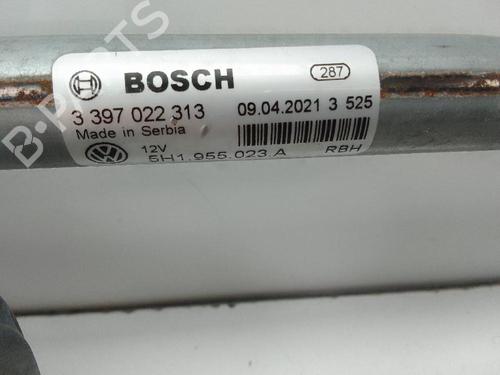 B-PARTS
BOSCH 287
3 397 022 313 09.04.2021 3 525
Made in Serbia
12V
5H1.955.023.A RBH